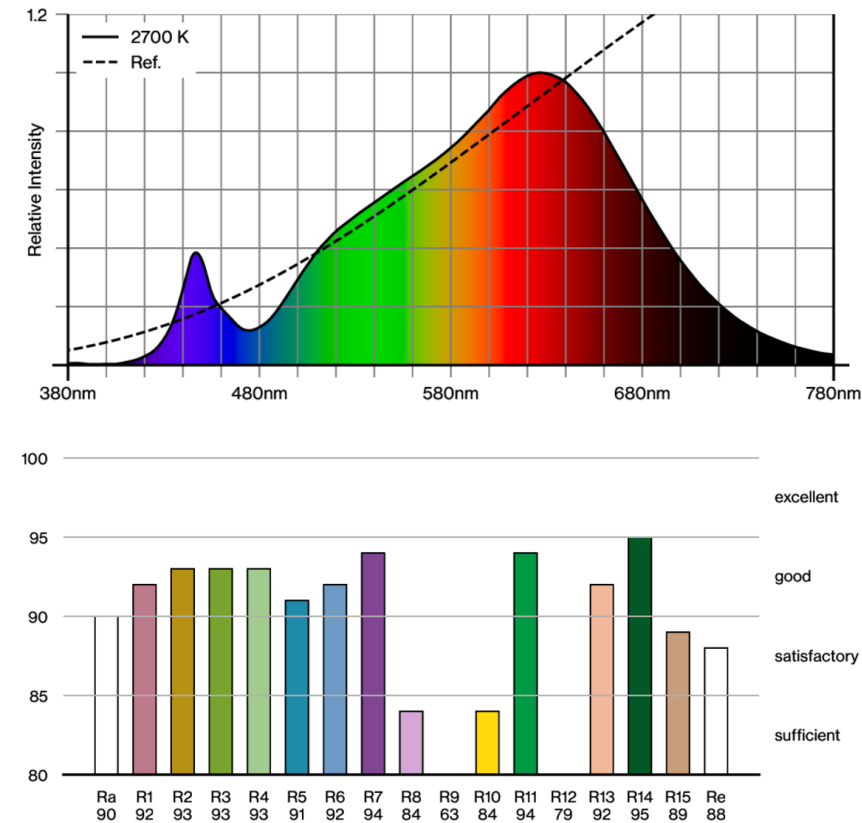 1.2
2700 K
Ref.
Relative Intensity
380nm 480nm 580nm 680nm 780nm
100
excellent
95
good
90
satisfactory
85
sufficient
80
Ra R1 R2 R3 R4 R5 R6 R7 R8 R9 R10 R11 R12 R13 R14 R15 Re
90 92 93 93 93 91 92 94 84 63 84 94 79 92 95 89 88